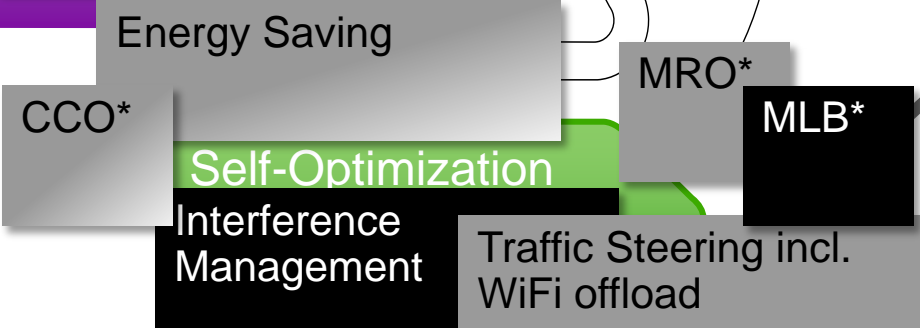 Energy Saving
MRO*
CCO*
MLB*
Self-Optimization
Interference
Management
Traffic Steering incl.
WiFi offload